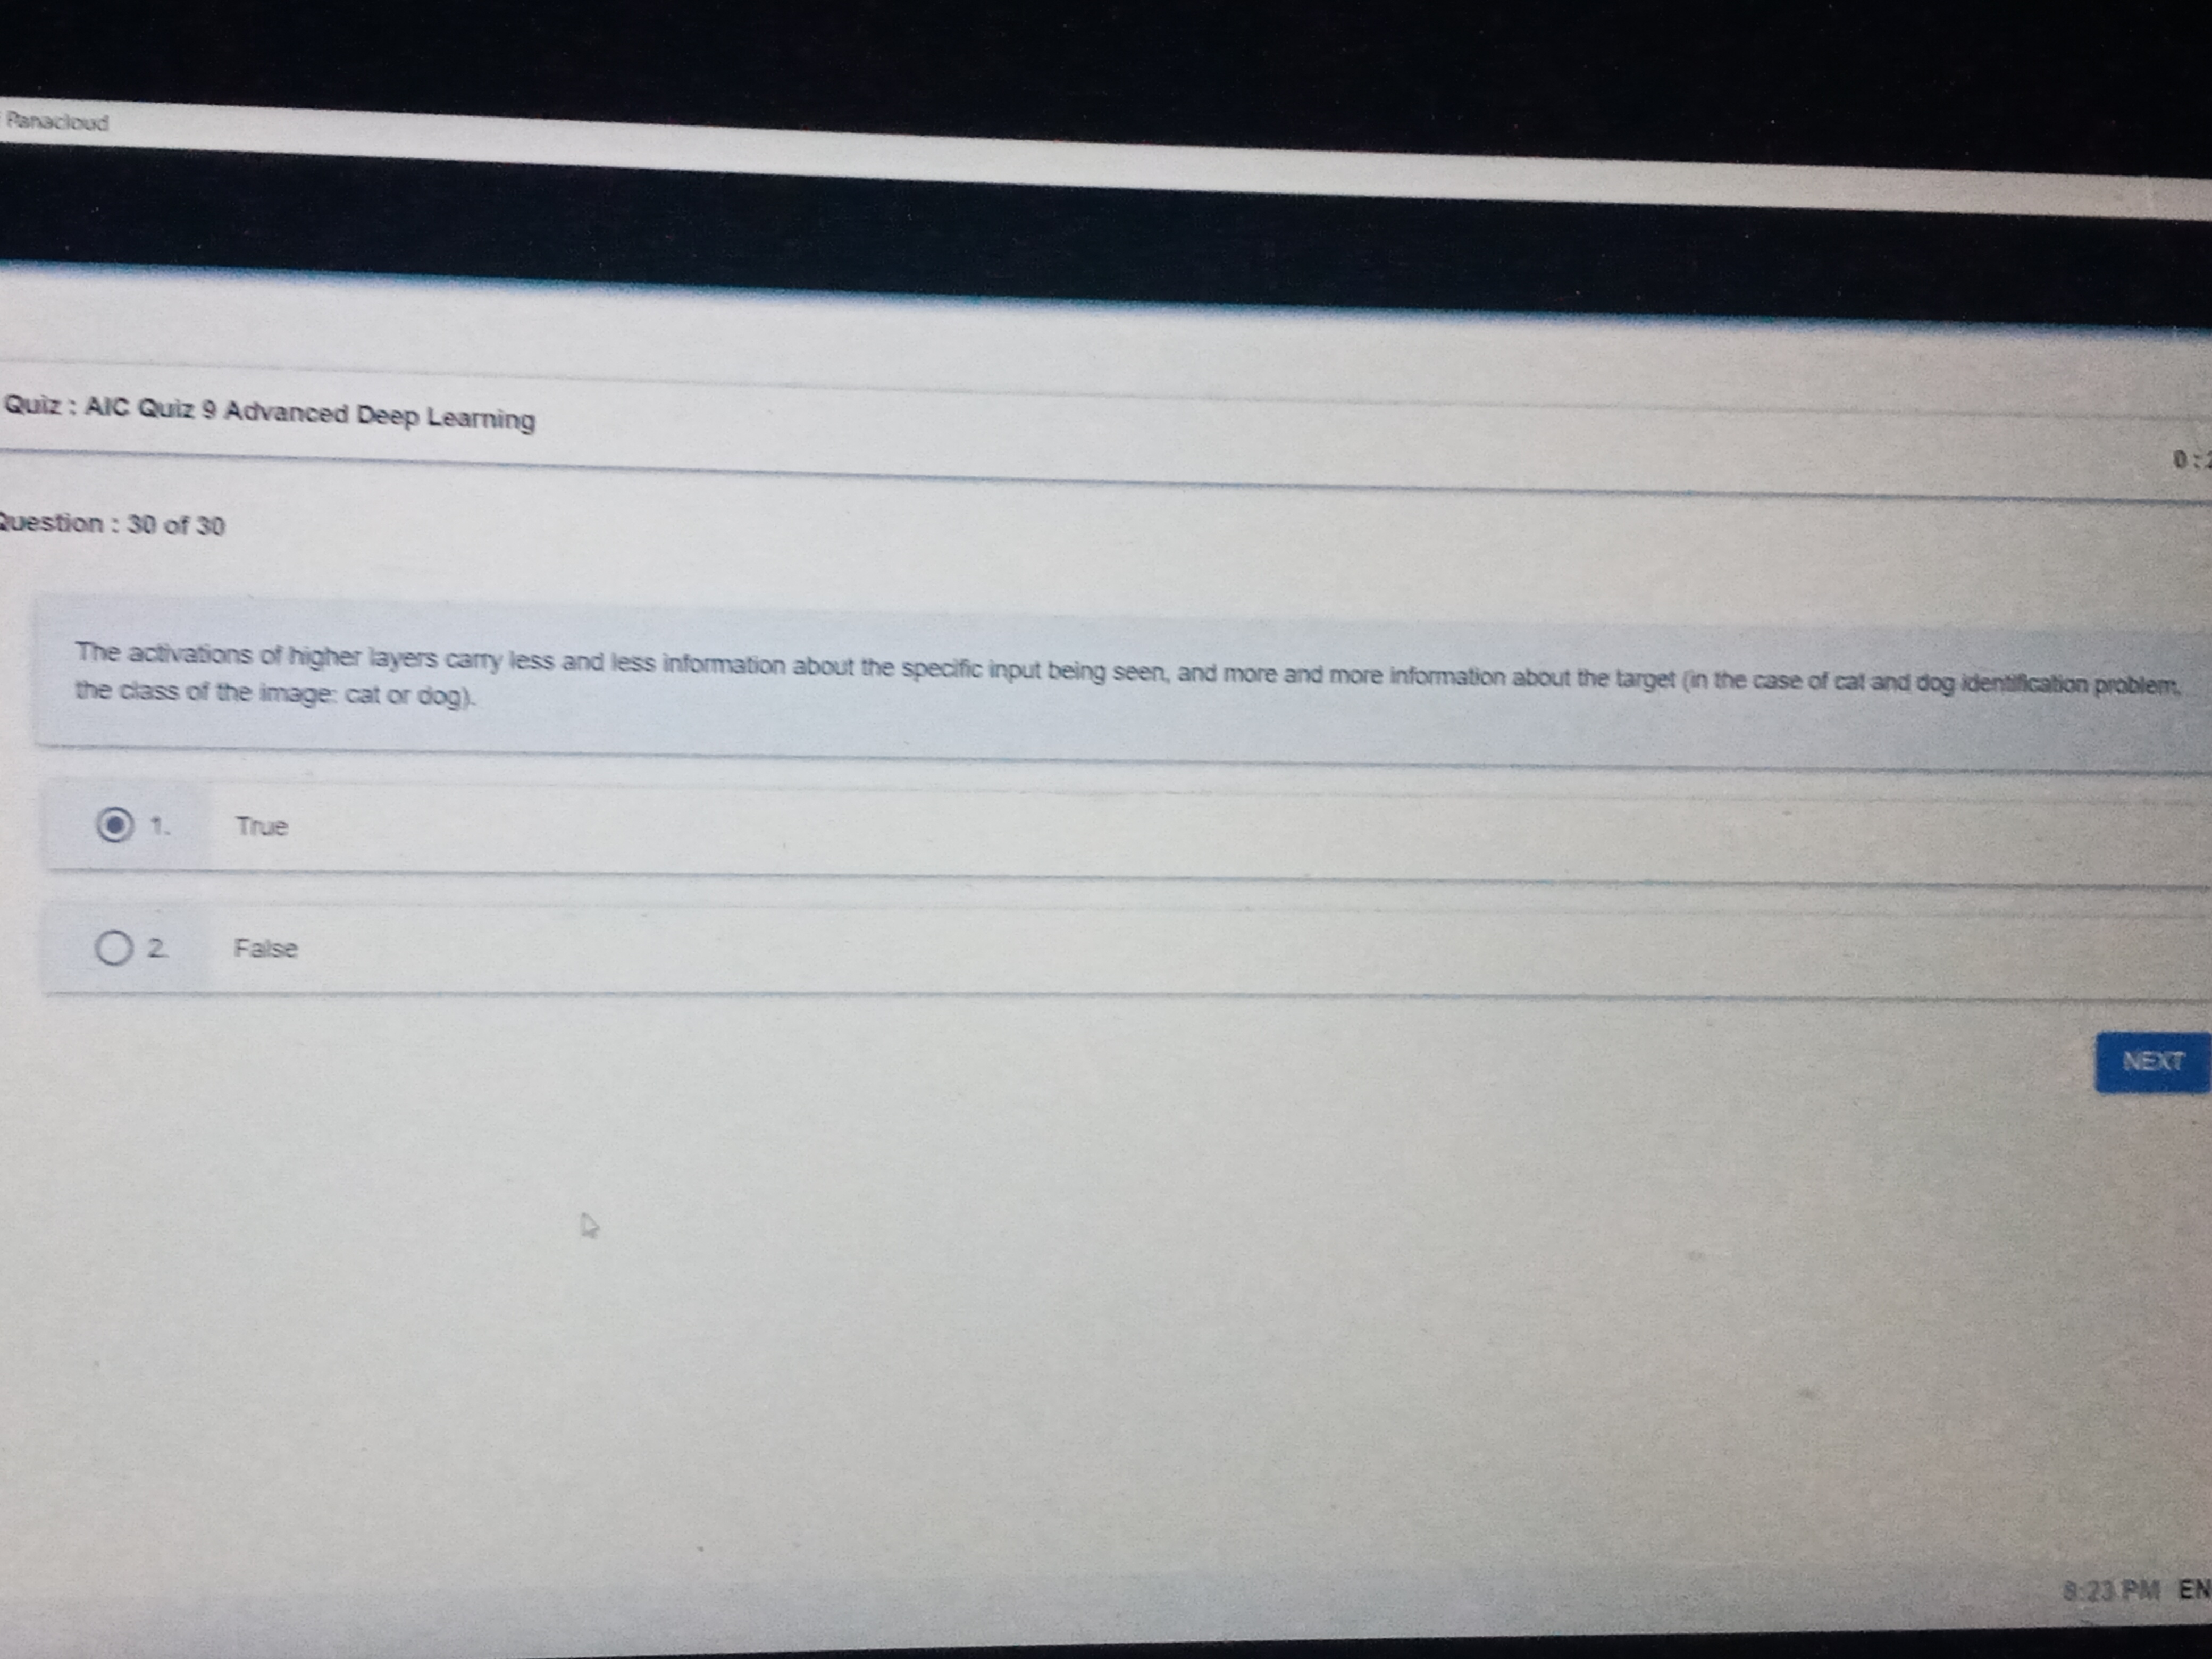 Panacloud
Quiz : AIC Quiz 9 Advanced Deep Learning
0 : 2
Question : 30 of 30
The activations of higher layers carry less and less information about the specific input being seen, and more and more information about the target (in the case of cat and dog identification problem,
the class of the image: cat or dog).
1. True
2. False
NEXT
8:23 PM EN